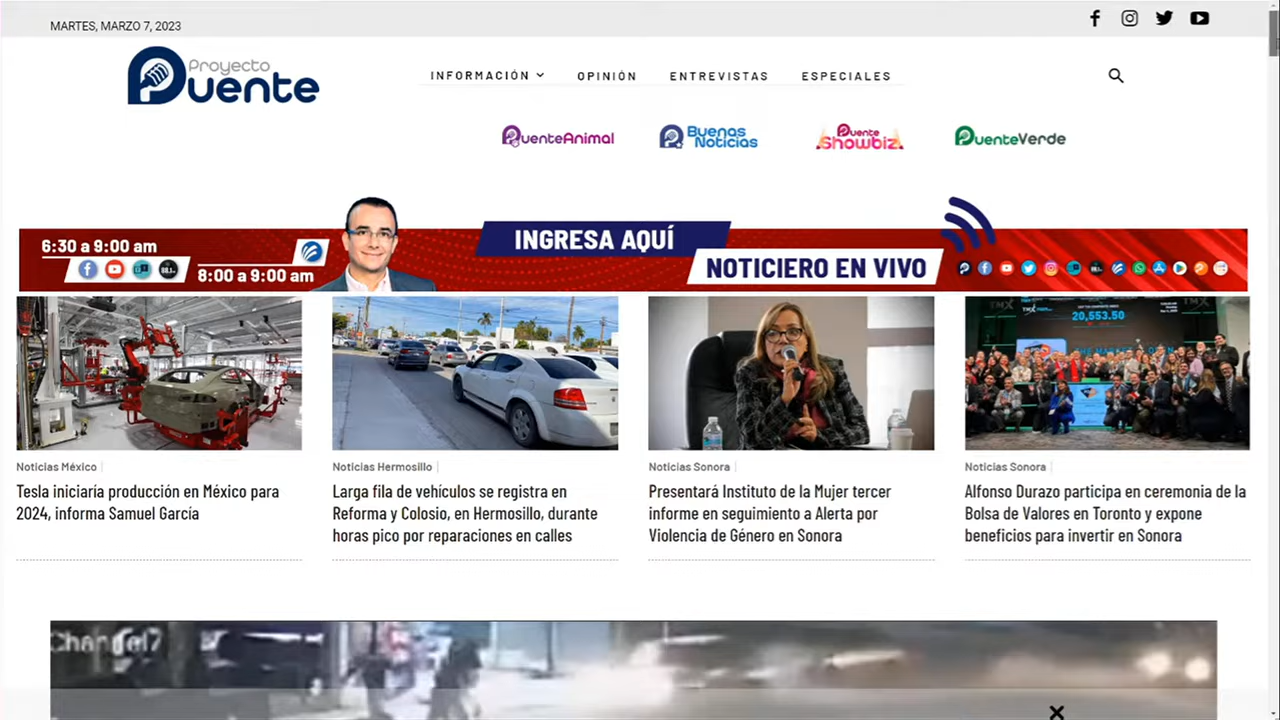 MARTES, MARZO 7, 2023
Proyecto
Puente
INFORMACIÓN
OPINIÓN
ENTREVISTAS
ESPECIALES
PuenteAnimal
Buenas
Noticias
Puente
Showbiz
PuenteVerde
6:30 a 9:00 am
8:00 a 9:00 am
INGRESA AQUÍ
NOTICIERO EN VIVO
TMX
20,553.50
Noticias México
Tesla iniciaría producción en México para
2024, informa Samuel García
Noticias Hermosillo
Larga fila de vehículos se registra en
Reforma y Colosio, en Hermosillo, durante
horas pico por reparaciones en calles
Noticias Sonora
Presentará Instituto de la Mujer tercer
informe en seguimiento a Alerta por
Violencia de Género en Sonora
Noticias Sonora
Alfonso Durazo participa en ceremonia de la
Bolsa de Valores en Toronto y expone
beneficios para invertir en Sonora
Channel7